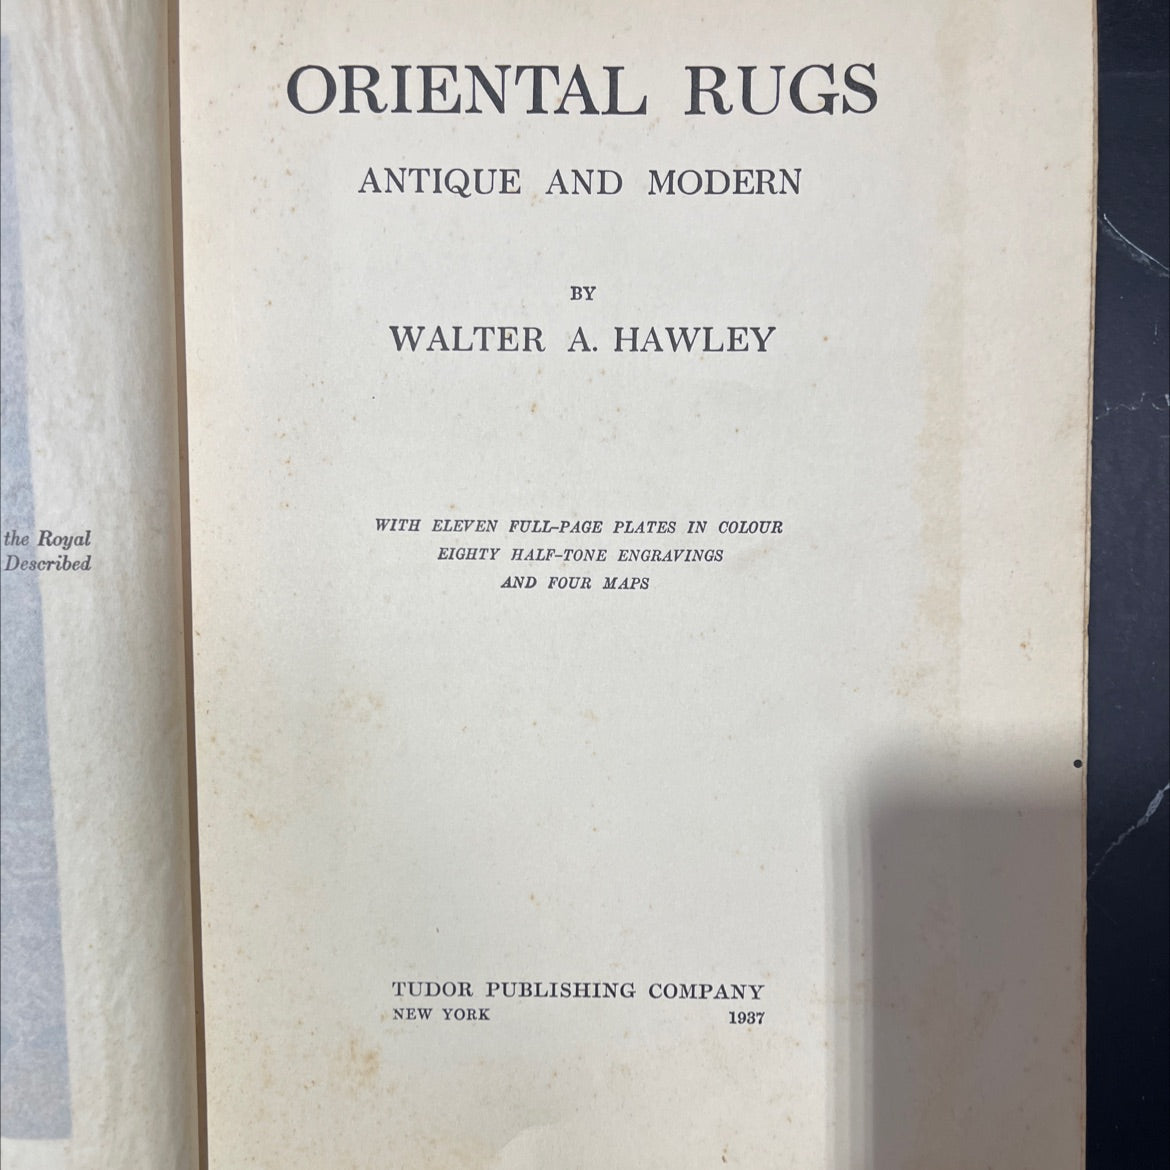 the Royal
Described
ORIENTAL RUGS
ANTIQUE AND MODERN
BY
WALTER A. HAWLEY
WITH ELEVEN FULL-PAGE PLATES IN COLOUR
EIGHTY HALF-TONE ENGRAVINGS
AND FOUR MAPS
TUDOR PUBLISHING COMPANY
NEW YORK 1937